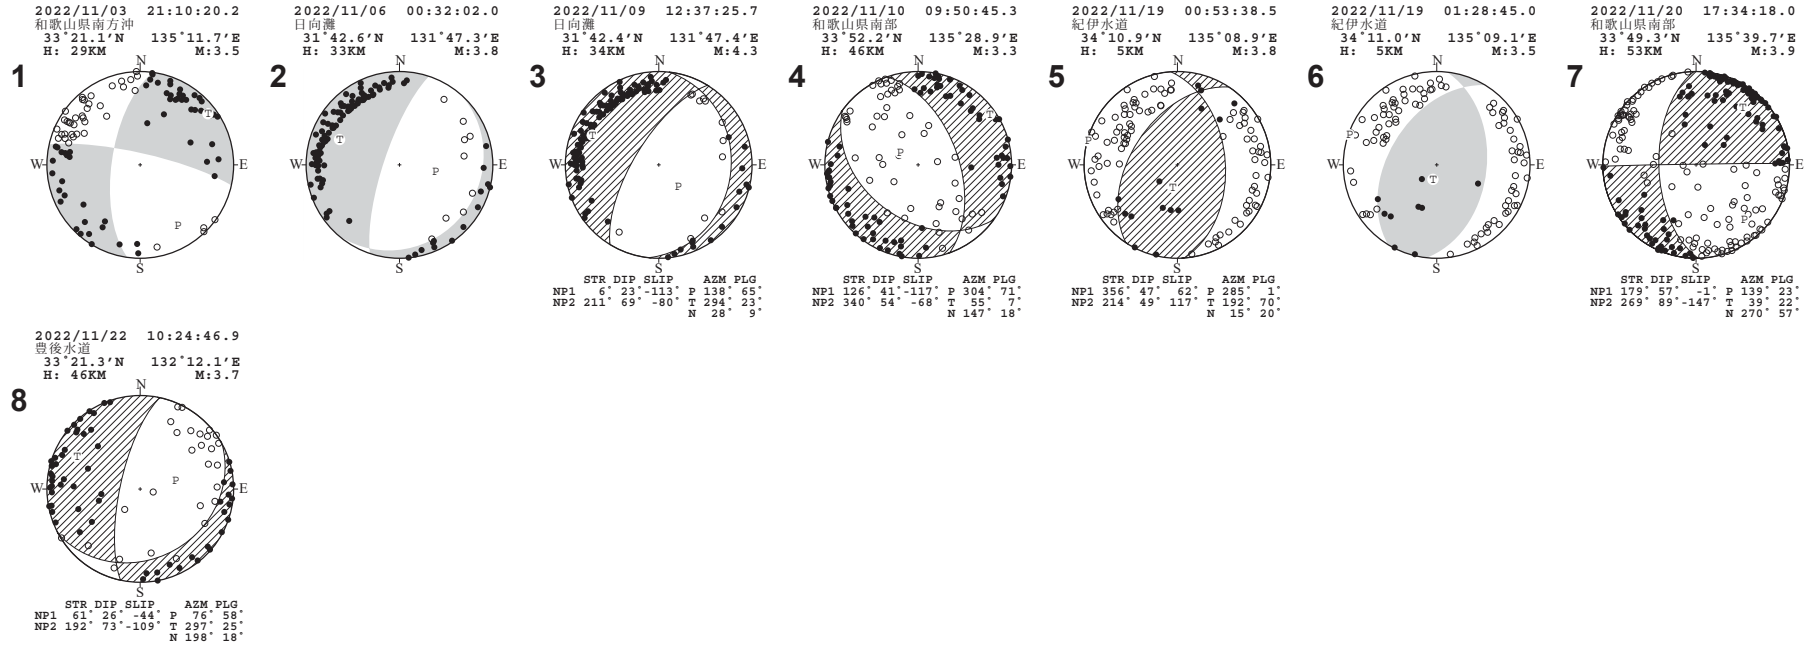 1
2022/11/03 21:10:20.2
和歌山県南方沖
33°21.1'N 135°11.7'E
H: 29KM M:3.5
N
W
E
S
T
P
2
2022/11/06 00:32:02.0
日向灘
31°42.6'N 131°47.3'E
H: 33KM M:3.8
N
W
E
S
T
P
3
2022/11/09 12:37:25.7
日向灘
31°42.4'N 131°47.4'E
H: 34KM M:4.3
N
W
E
S
T
P
STR DIP SLIP AZM PLG
NP1 6° 23°-113° P 138° 65°
NP2 211° 69° -80° T 294° 23°
N 28° 9°
4
2022/11/10 09:50:45.3
和歌山県南部
33°52.2'N 135°28.9'E
H: 46KM M:3.3
N
W
E
S
T
P
STR DIP SLIP AZM PLG
NP1 126° 41°-117° P 304° 71°
NP2 340° 54° -68° T 55° 7°
N 147° 18°
5
2022/11/19 00:53:38.5
紀伊水道
34°10.9'N 135°08.9'E
H: 5KM M:3.8
N
W
E
S
P
T
STR DIP SLIP AZM PLG
NP1 356° 47° 62° P 285° 1°
NP2 214° 49° 117° T 192° 70°
N 15° 20°
6
2022/11/19 01:28:45.0
紀伊水道
34°11.0'N 135°09.1'E
H: 5KM M:3.5
N
W
E
S
P
T
7
2022/11/20 17:34:18.0
和歌山県南部
33°49.3'N 135°39.7'E
H: 53KM M:3.9
N
W
E
S
T
P
STR DIP SLIP AZM PLG
NP1 179° 57° -1° P 139° 23°
NP2 269° 89°-147° T 39° 22°
N 270° 57°
8
2022/11/22 10:24:46.9
豊後水道
33°21.3'N 132°12.1'E
H: 46KM M:3.7
N
W
E
S
T
P
STR DIP SLIP AZM PLG
NP1 61° 26° -44° P 76° 58°
NP2 192° 73°-109° T 297° 25°
N 198° 18°